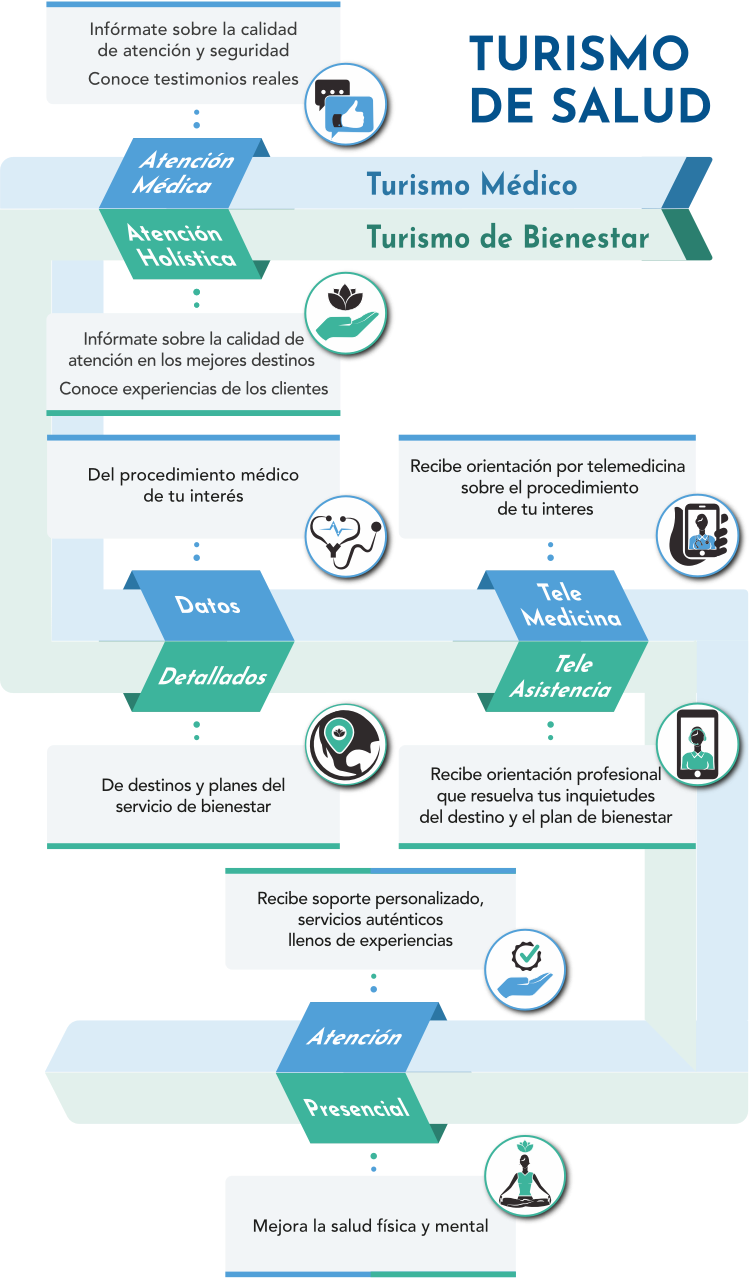 Infórmate sobre la calidad
de atención y seguridad
Conoce testimonios reales
TURISMO
DE SALUD
Atención
Médica
Turismo Médico
Atención
Holística
Turismo de Bienestar
Infórmate sobre la calidad de
atención en los mejores destinos
Conoce experiencias de los clientes
Del procedimiento médico
de tu interés
Recibe orientación por telemedicina
sobre el procedimiento
de tu interes
Datos
Tele
Medicina
Detallados
Tele
Asistencia
De destinos y planes del
servicio de bienestar
Recibe orientación profesional
que resuelva tus inquietudes
del destino y el plan de bienestar
Recibe soporte personalizado,
servicios auténticos
llenos de experiencias
Atención
Presencial
Mejora la salud física y mental